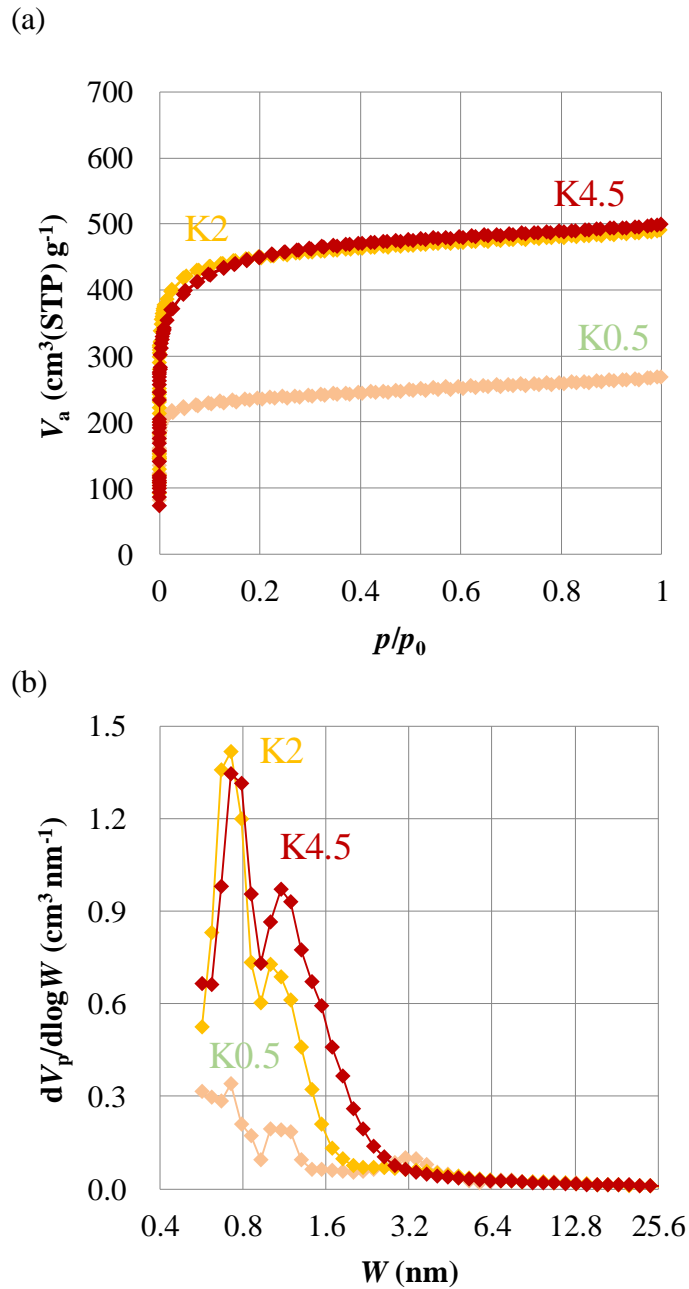 (a)
700
600
500
400
300
200
100
0
V_a (cm³(STP) g⁻¹)
K4.5
K2
K0.5
0 0.2 0.4 0.6 0.8 1
p/p₀
(b)
1.5
1.2
0.9
0.6
0.3
0.0
dV_p/dlogW (cm³ nm⁻¹)
K2
K4.5
K0.5
0.4 0.8 1.6 3.2 6.4 12.8 25.6
W (nm)